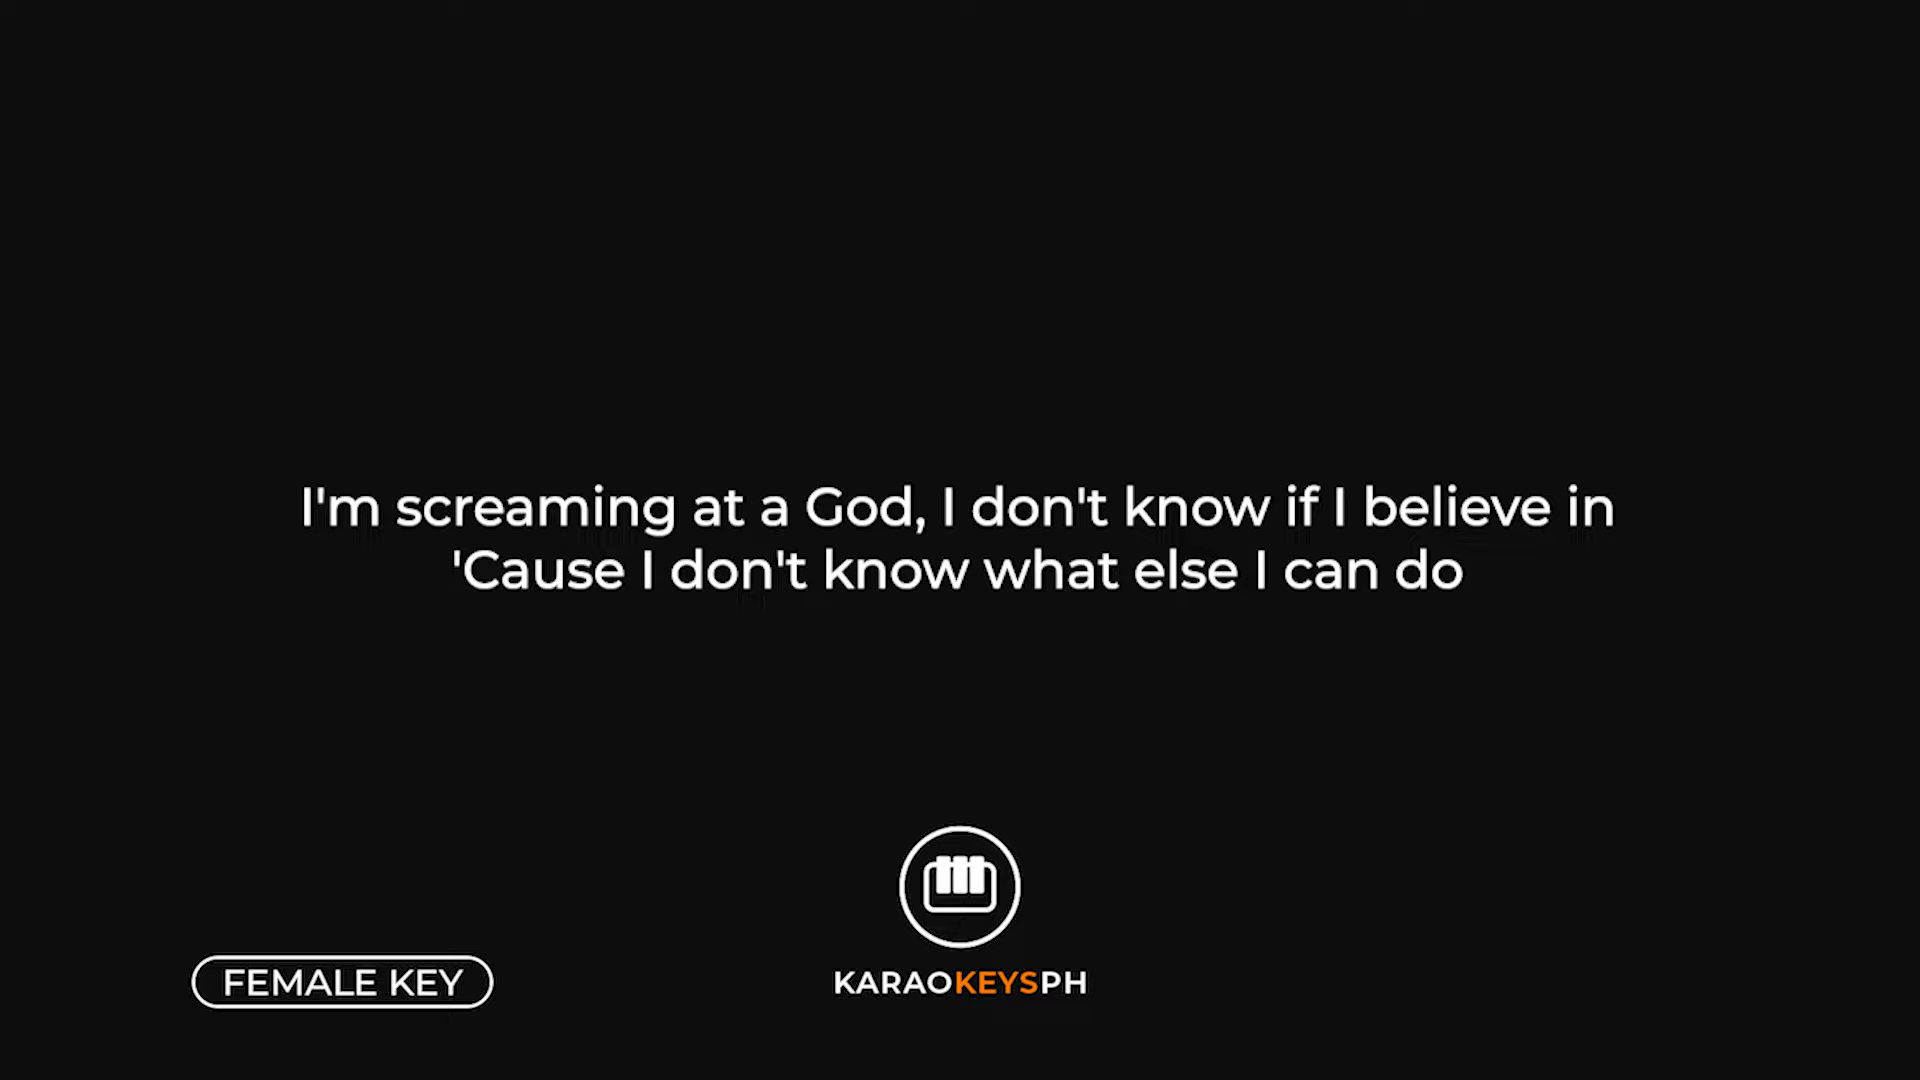 I'm screaming at a God, I don't know if I believe in
'Cause I don't know what else I can do
FEMALE KEY
KARAOKEYSPH